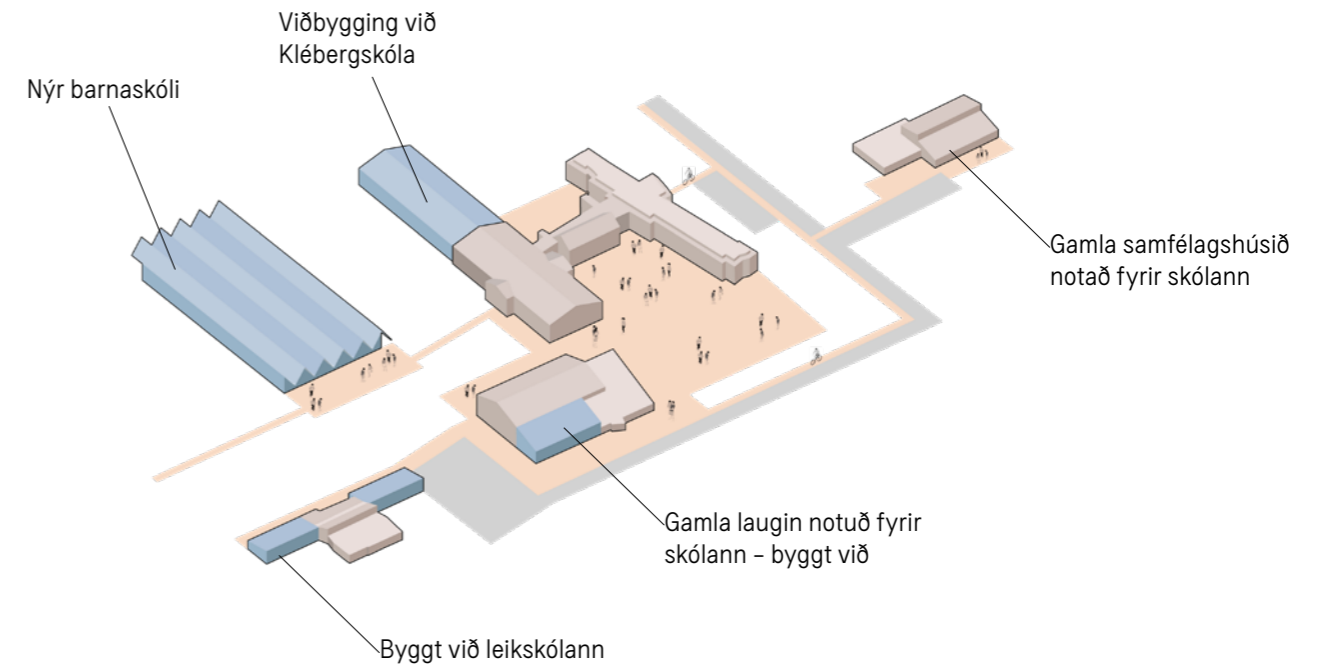 Viðbygging við
Klébergskóla
Nýr barnaskóli
Gamla samfélagshúsið
notað fyrir skólann
Gamla laugin notuð fyrir
skólann – byggt við
Byggt við leikskólann